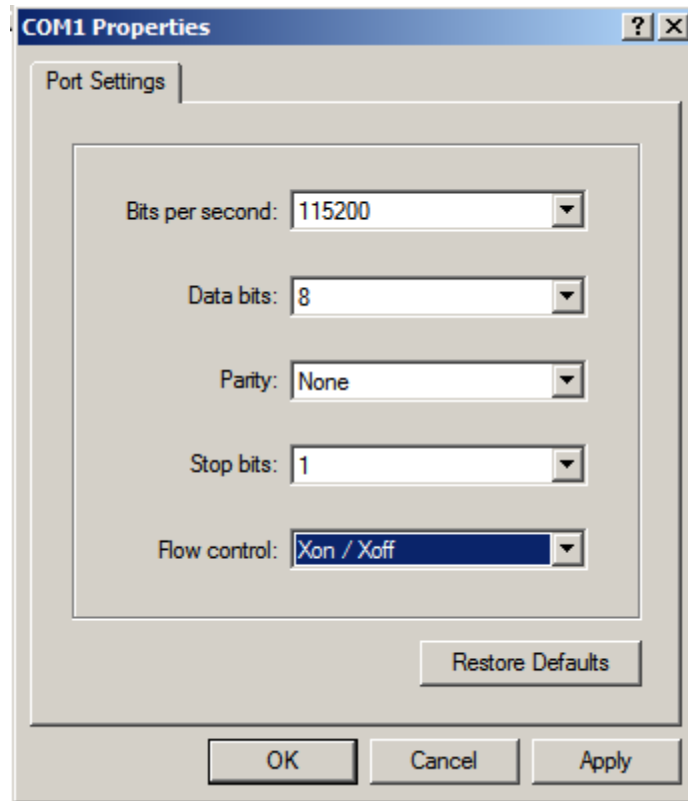 COM1 Properties
Port Settings
Bits per second: 115200
Data bits: 8
Parity: None
Stop bits: 1
Flow control: Xon / Xoff
Restore Defaults
OK Cancel Apply